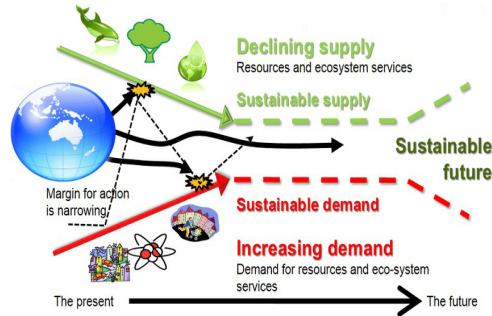 Declining supply
Resources and ecosystem services
Sustainable supply
Sustainable
future
Margin for action
is narrowing
Sustainable demand
Increasing demand
Demand for resources and eco-system
services
The present
The future